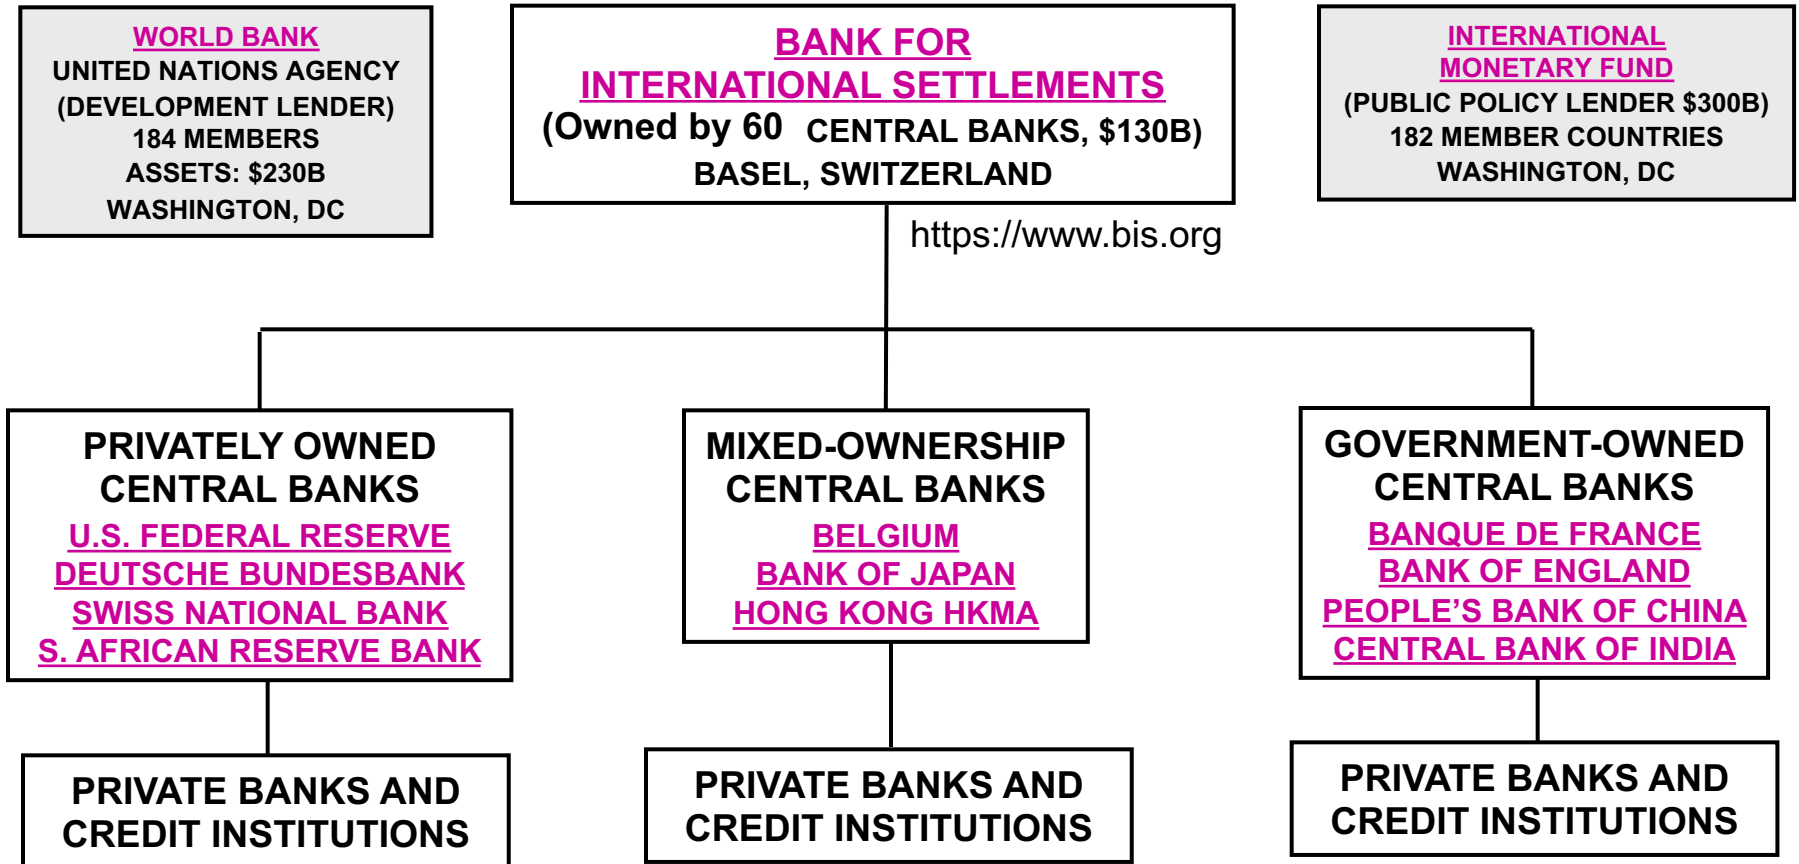 WORLD BANK
UNITED NATIONS AGENCY
(DEVELOPMENT LENDER)
184 MEMBERS
ASSETS: $230B
WASHINGTON, DC
BANK FOR
INTERNATIONAL SETTLEMENTS
(Owned by 60 CENTRAL BANKS, $130B)
BASEL, SWITZERLAND
INTERNATIONAL
MONETARY FUND
(PUBLIC POLICY LENDER $300B)
182 MEMBER COUNTRIES
WASHINGTON, DC
https://www.bis.org
PRIVATELY OWNED
CENTRAL BANKS
U.S. FEDERAL RESERVE
DEUTSCHE BUNDESBANK
SWISS NATIONAL BANK
S. AFRICAN RESERVE BANK
MIXED-OWNERSHIP
CENTRAL BANKS
BELGIUM
BANK OF JAPAN
HONG KONG HKMA
GOVERNMENT-OWNED
CENTRAL BANKS
BANQUE DE FRANCE
BANK OF ENGLAND
PEOPLE’S BANK OF CHINA
CENTRAL BANK OF INDIA
PRIVATE BANKS AND
CREDIT INSTITUTIONS
PRIVATE BANKS AND
CREDIT INSTITUTIONS
PRIVATE BANKS AND
CREDIT INSTITUTIONS